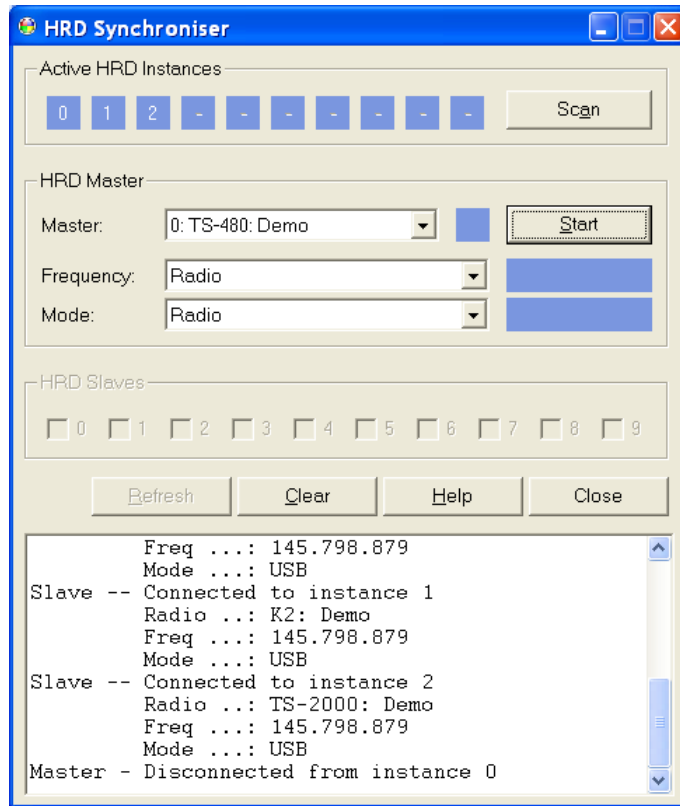 HRD Synchroniser
Active HRD Instances
0 1 2 - - - - - - - Scan
HRD Master
Master: 0: TS-480: Demo Start
Frequency: Radio
Mode: Radio
HRD Slaves
0 1 2 3 4 5 6 7 8 9
Refresh Clear Help Close
Freq ...: 145.798.879
Mode ...: USB
Slave -- Connected to instance 1
Radio ..: K2: Demo
Freq ...: 145.798.879
Mode ...: USB
Slave -- Connected to instance 2
Radio ..: TS-2000: Demo
Freq ...: 145.798.879
Mode ...: USB
Master - Disconnected from instance 0